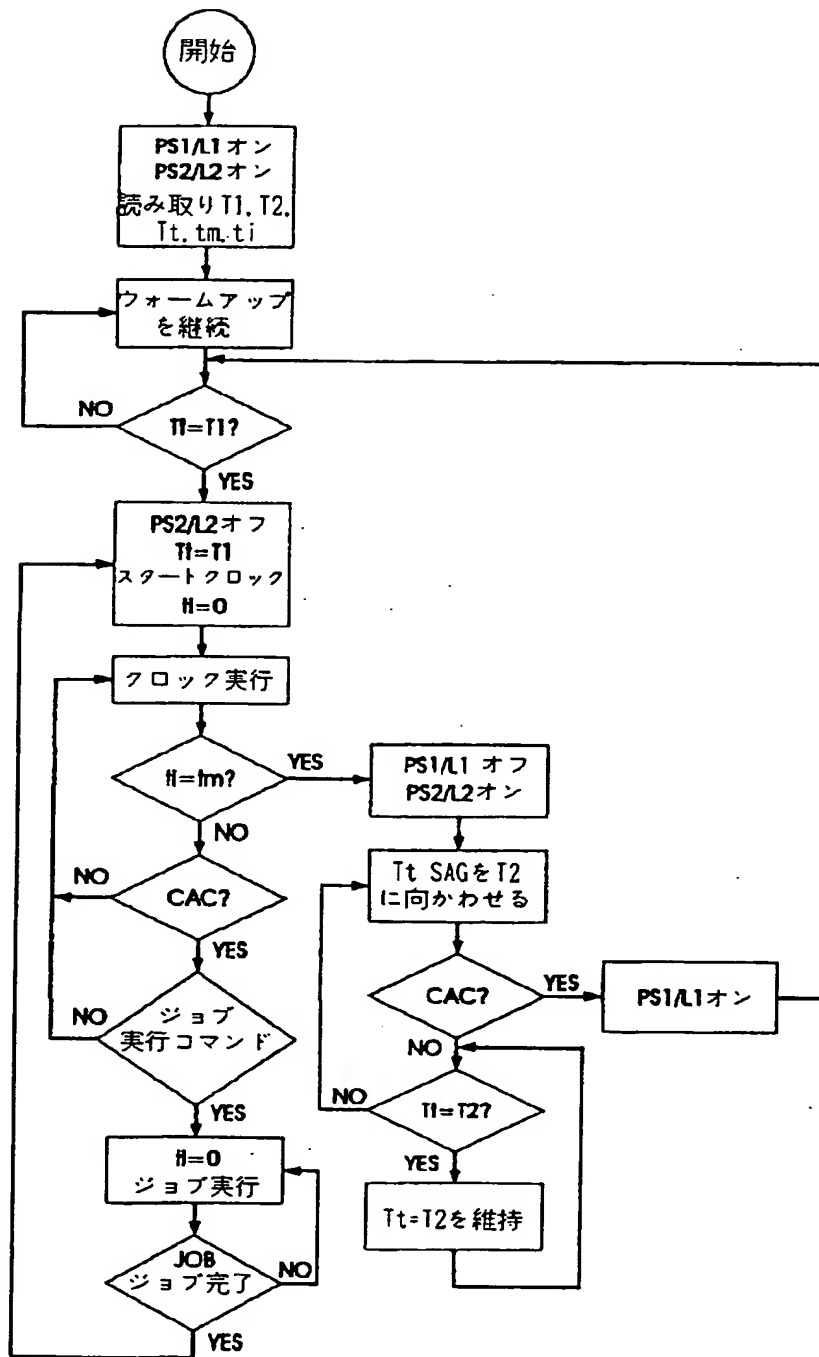 開始
PS1/L1オン
PS2/L2オン
読み取りT1.T2.
Tt.tm.ti
ウォームアップ
を継続
Tt=T1?
NO
YES
PS2/L2オフ
Tt=T1
スタートクロック
ti=0
クロック実行
ti=tm?
YES
NO
CAC?
NO
YES
ジョブ
実行コマンド
NO
YES
ti=0
ジョブ実行
JOB
ジョブ完了
NO
YES
PS1/L1 オフ
PS2/L2オン
Tt SAGをT2
に向かわせる
CAC?
YES
NO
PS1/L1オン
Tt=T2?
NO
YES
Tt=T2を維持